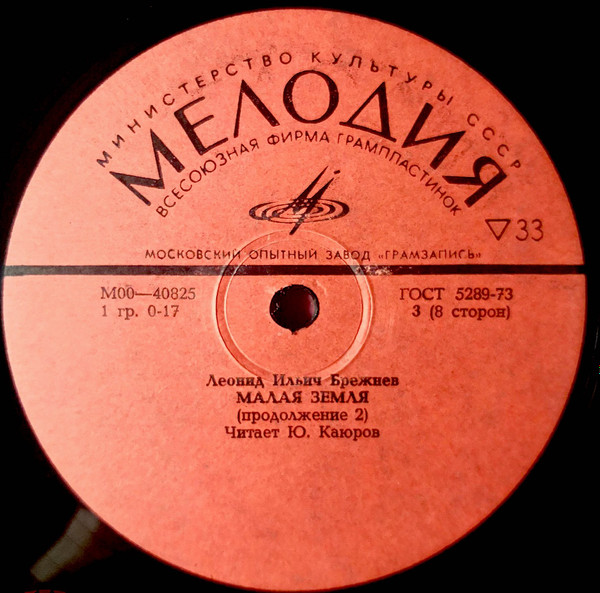 МИНИСТЕРСТВО КУЛЬТУРЫ СССР
МЕЛОДИЯ
ВСЕСОЮЗНАЯ ФИРМА ГРАМПЛАСТИНОК
33
МОСКОВСКИЙ ОПЫТНЫЙ ЗАВОД «ГРАМЗАПИСЬ»
М00—40825 ГОСТ 5289-73
1 гр. 0-17 3 (8 сторон)
Леонид Ильич Брежнев
МАЛАЯ ЗЕМЛЯ
(продолжение 2)
Читает Ю. Каюров